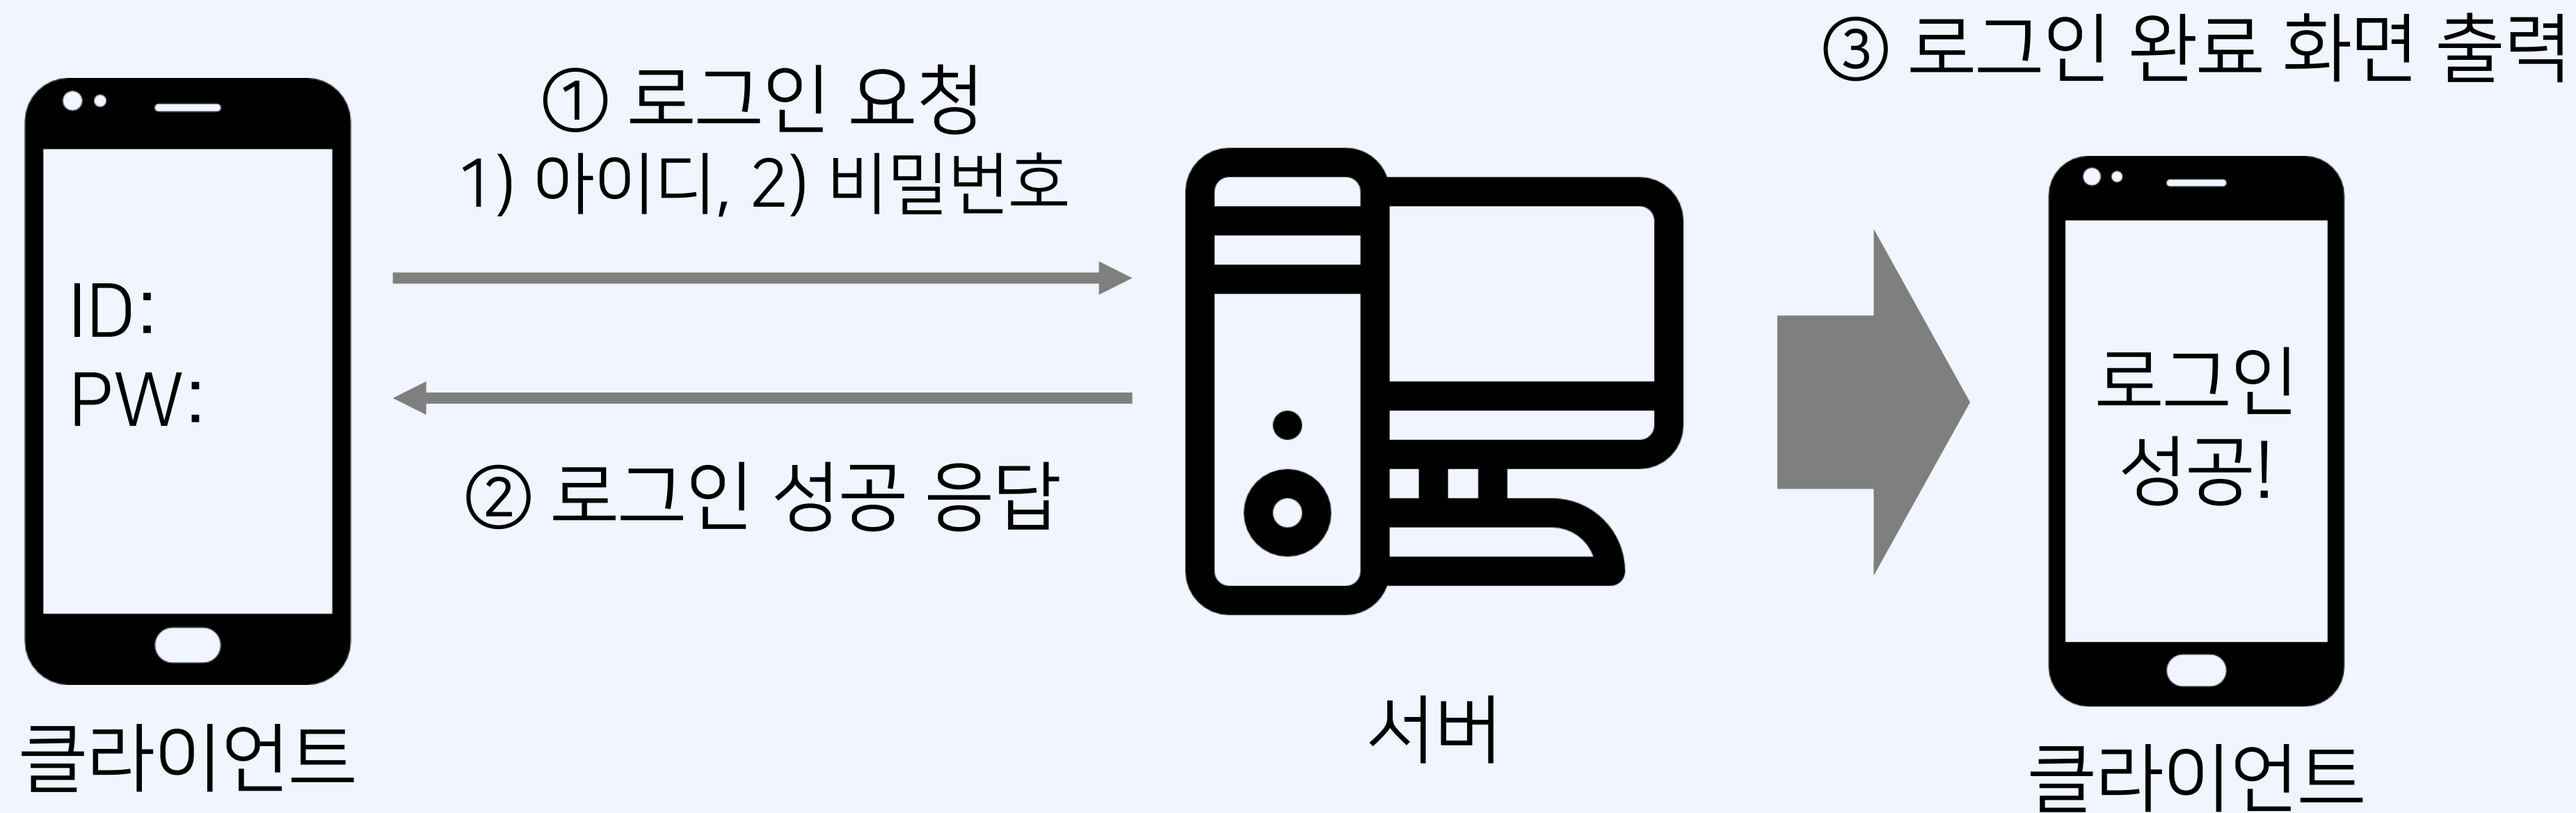 ID:
PW:
클라이언트
① 로그인 요청
1) 아이디, 2) 비밀번호
② 로그인 성공 응답
서버
③ 로그인 완료 화면 출력
로그인
성공!
클라이언트